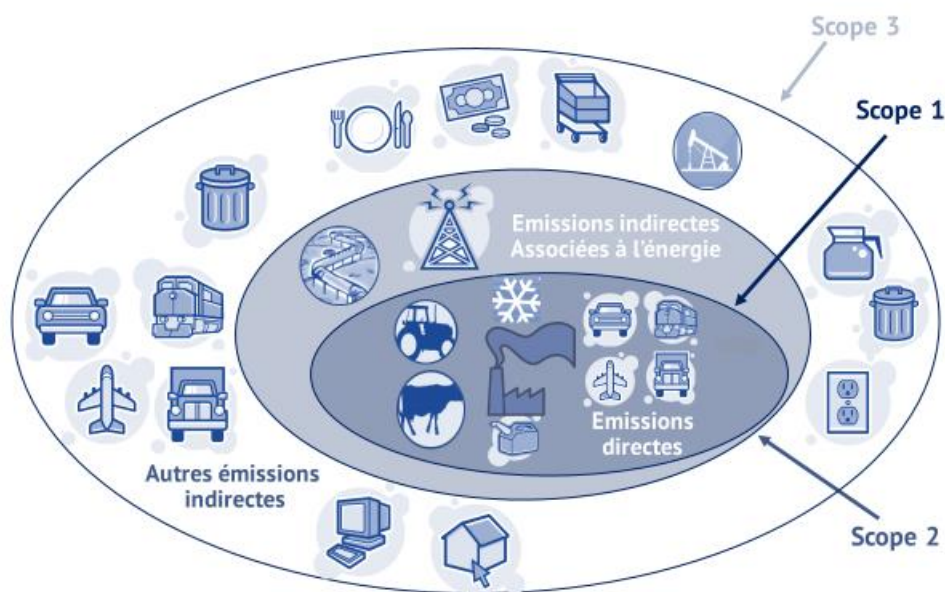 Scope 3
Scope 1
Emissions indirectes
Associées à l'énergie
Emissions
directes
Autres émissions
indirectes
Scope 2